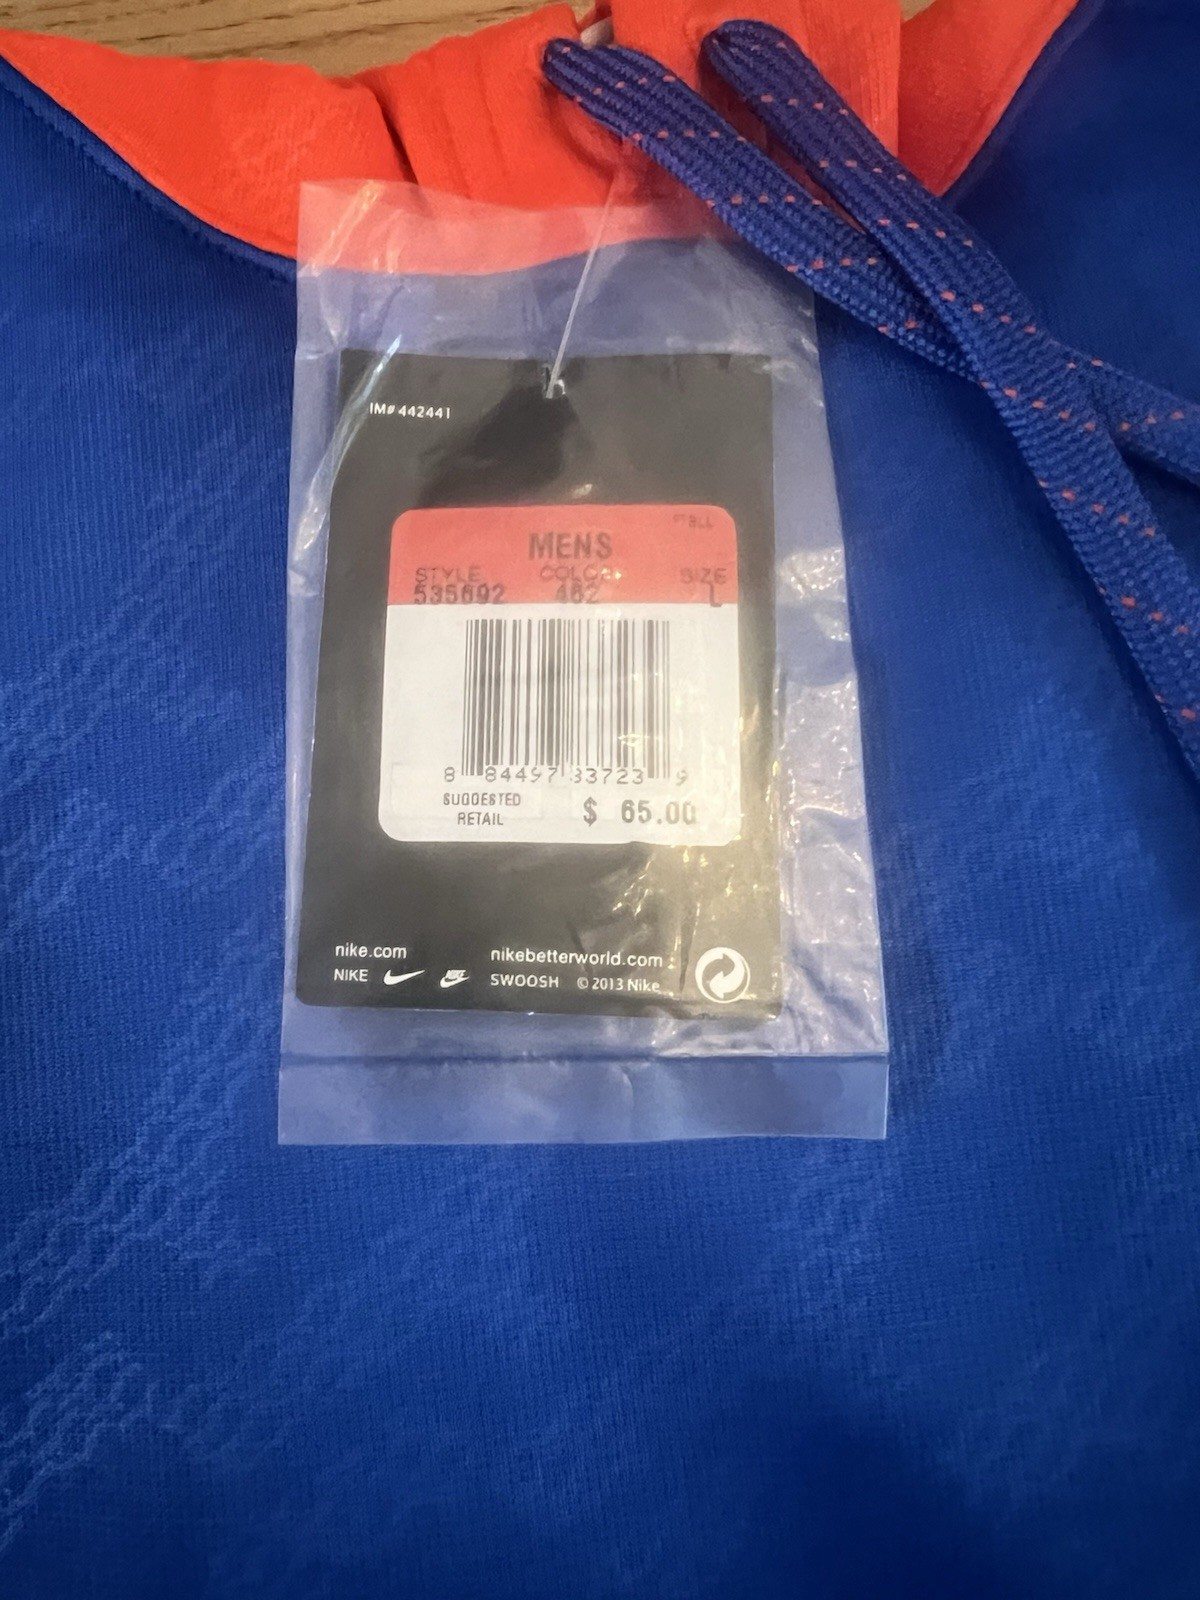 IM# 442441
MENS
STYLE COLOR SIZE
535692 462 L
8 84497 33723 9
SUGGESTED $ 65.00
RETAIL
nike.com nikebetterworld.com
NIKE NIKE SWOOSH © 2013 Nike